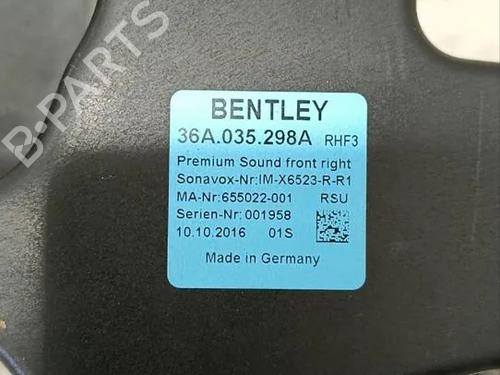 B-PARTS
BENTLEY
36A.035.298A RHF3
Premium Sound front right
Sonavox-Nr:IM-X6523-R-R1
MA-Nr:655022-001 RSU
Serien-Nr:001958
10.10.2016 01S
Made in Germany